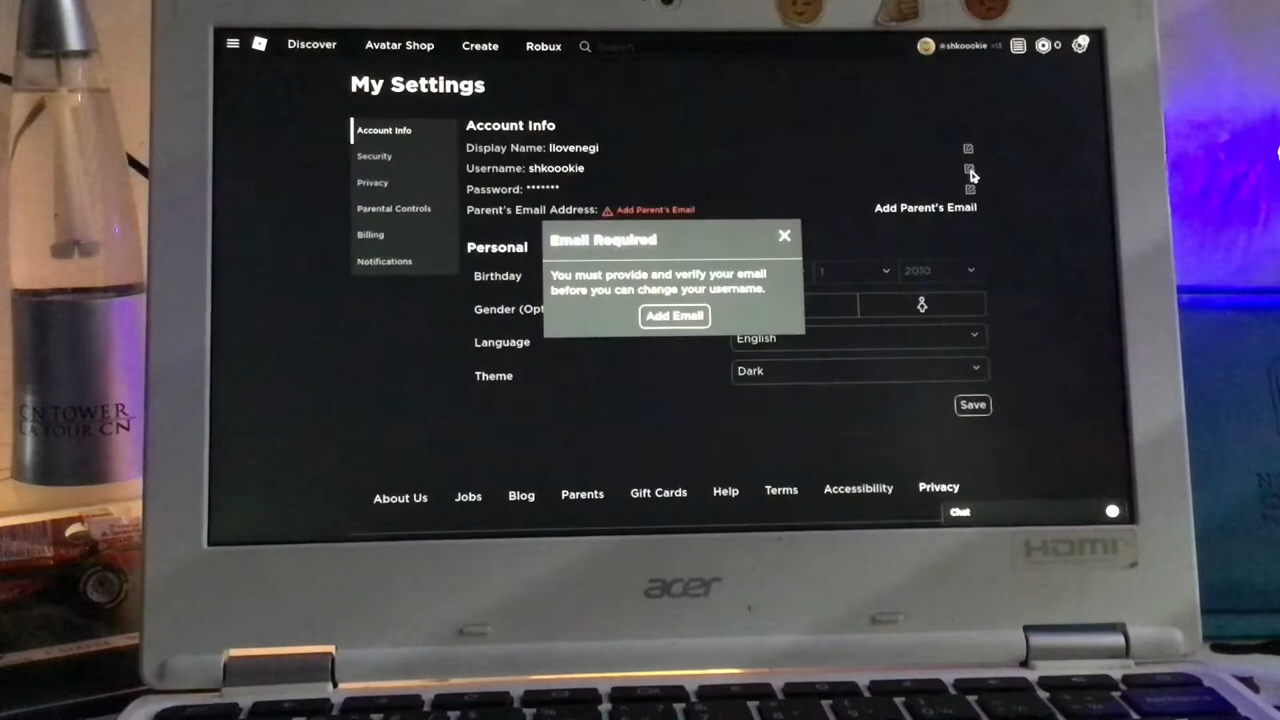 Discover
Avatar Shop
Create
Robux
Search
#shkoookie
0
My Settings
Account Info
Security
Privacy
Parental Controls
Billing
Notifications
Account Info
Display Name: Ilovenegi
Username: shkoookie
Password: *******
Parent's Email Address: Add Parent's Email
Add Parent's Email
Personal
Birthday
1
2010
Gender (Opt
Language
English
Theme
Dark
Save
Email Required
You must provide and verify your email
before you can change your username.
Add Email
About Us
Jobs
Blog
Parents
Gift Cards
Help
Terms
Accessibility
Privacy
Chat
HDMI
acer
CN TOWER
LA TOUR CN